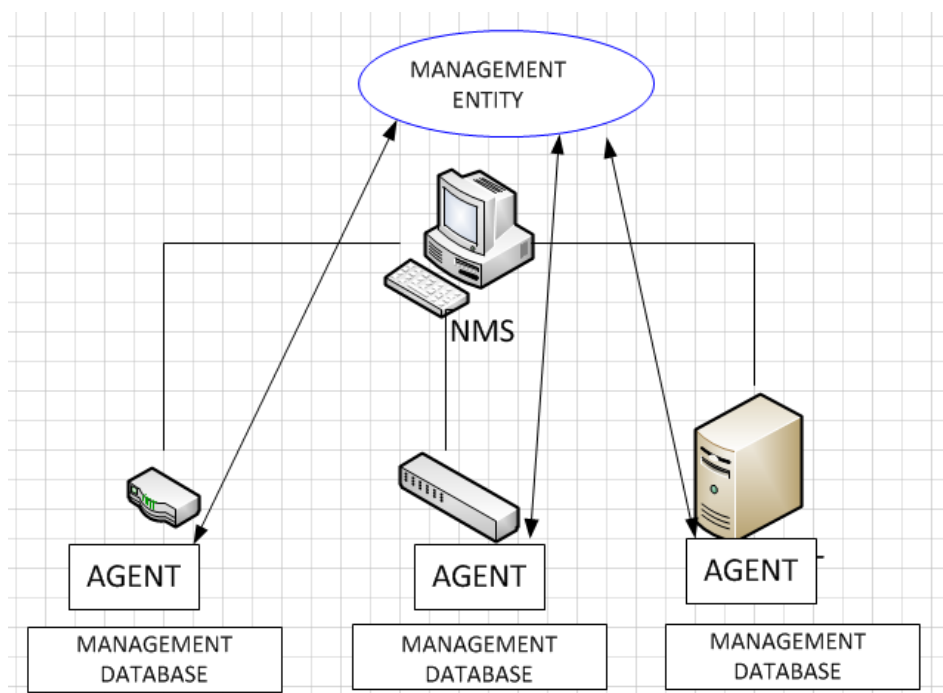 MANAGEMENT
ENTITY
NMS
AGENT
AGENT
AGENT
MANAGEMENT
DATABASE
MANAGEMENT
DATABASE
MANAGEMENT
DATABASE